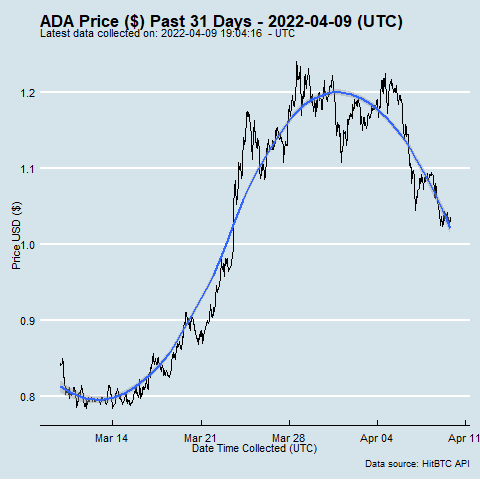 ADA Price ($) Past 31 Days - 2022-04-09 (UTC)
Latest data collected on: 2022-04-09 19:04:16  - UTC
Price USD ($)
1.2
1.1
1.0
0.9
0.8
Mar 14
Mar 21
Mar 28
Apr 04
Apr 11
Date Time Collected (UTC)
Data source: HitBTC API